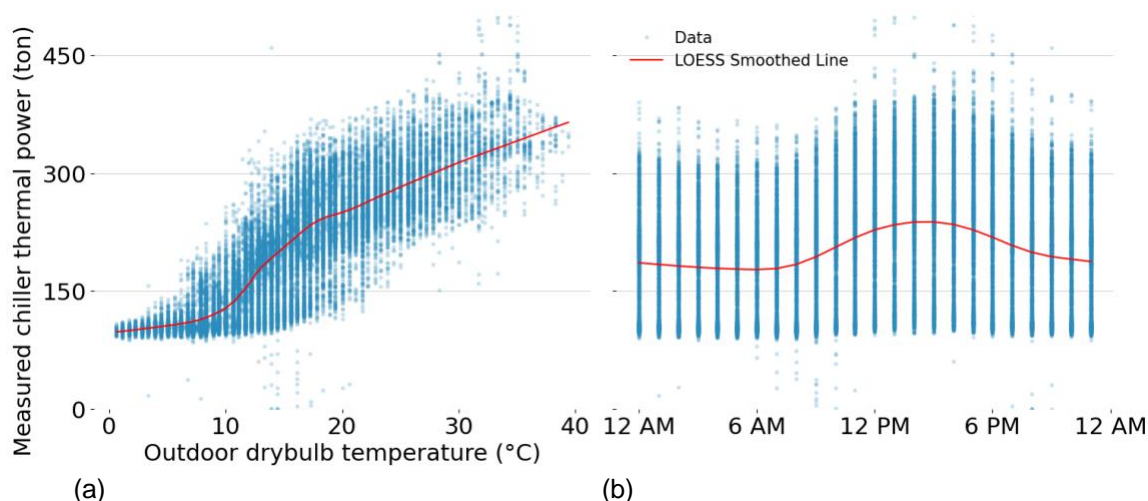 Measured chiller thermal power (ton)
450
300
150
0
0 10 20 30 40
Outdoor drybulb temperature (°C)
Data
LOESS Smoothed Line
12 AM 6 AM 12 PM 6 PM 12 AM
(a) (b)